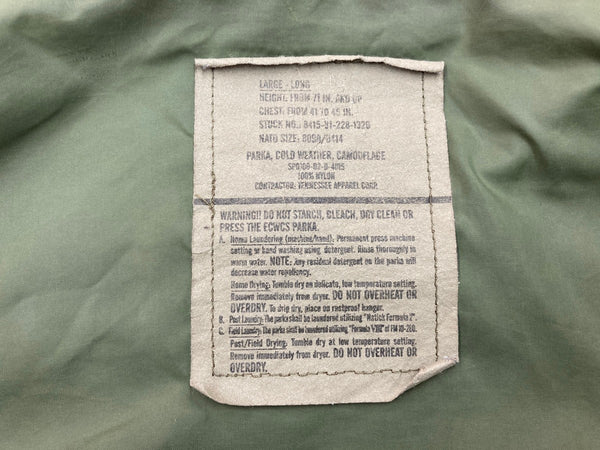 LARGE - LONG
HEIGHT: FROM 71 IN. AND UP
CHEST: FROM 41 TO 45 IN.
STOCK NO.: 8415-01-228-1320
NATO SIZE: 8090/0414
PARKA, COLD WEATHER, CAMOUFLAGE
100% NYLON
CONTRACTOR: TENNESSEE APPAREL CORP.
WARNING!! DO NOT STARCH, BLEACH, DRY CLEAN OR
PRESS THE ECWCS PARKA.
A. Home Laundering (machine/hand): Permanent press machine
setting or hand washing using detergent. Rinse thoroughly in
warm water. NOTE: Any residual detergent on the parka will
decrease water repellency.
Home Drying: Tumble dry on delicate, low temperature setting.
Remove immediately from dryer. DO NOT OVERHEAT OR
OVERDRY. To drip dry, place on rustproof hanger.
B. Post Laundry: The parka shall be laundered utilizing "Natick Formula 2".
C. Field Laundry: The parka shall be laundered utilizing "Formula" of FM 10-280.
Post/Field Drying: Tumble dry at low temperature setting.
Remove immediately from dryer. DO NOT OVERHEAT OR
OVERDRY.